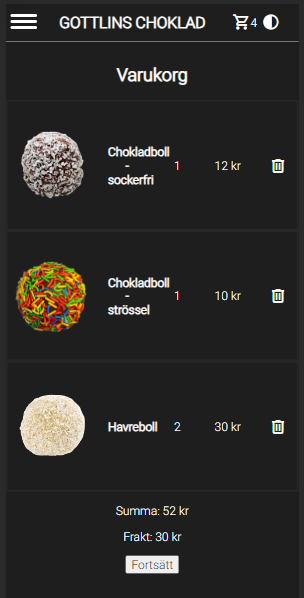 GOTTLINS CHOKLAD 4
Varukorg
Chokladboll
-
sockerfri
1 12 kr
Chokladboll
-
strössel
1 10 kr
Havreboll 2 30 kr
Summa: 52 kr
Frakt: 30 kr
Fortsätt